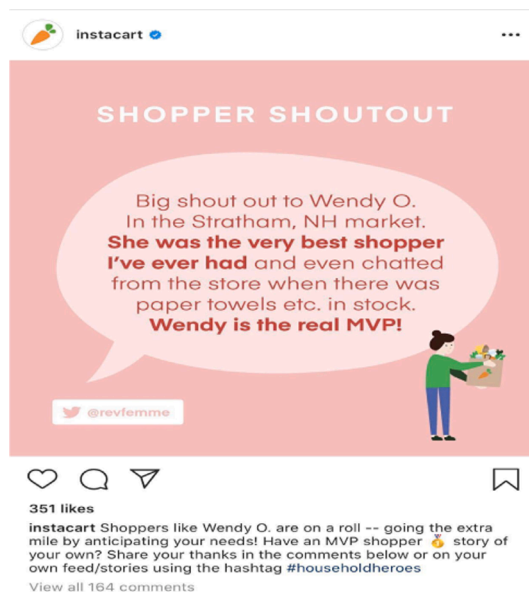 instacart
SHOPPER SHOUTOUT
Big shout out to Wendy O.
In the Stratham, NH market.
She was the very best shopper
I've ever had and even chatted
from the store when there was
paper towels etc. in stock.
Wendy is the real MVP!
@revfemme
351 likes
instacart Shoppers like Wendy O. are on a roll -- going the extra
mile by anticipating your needs! Have an MVP shopper 🏅 story of
your own? Share your thanks in the comments below or on your
own feed/stories using the hashtag #householdheroes
View all 164 comments